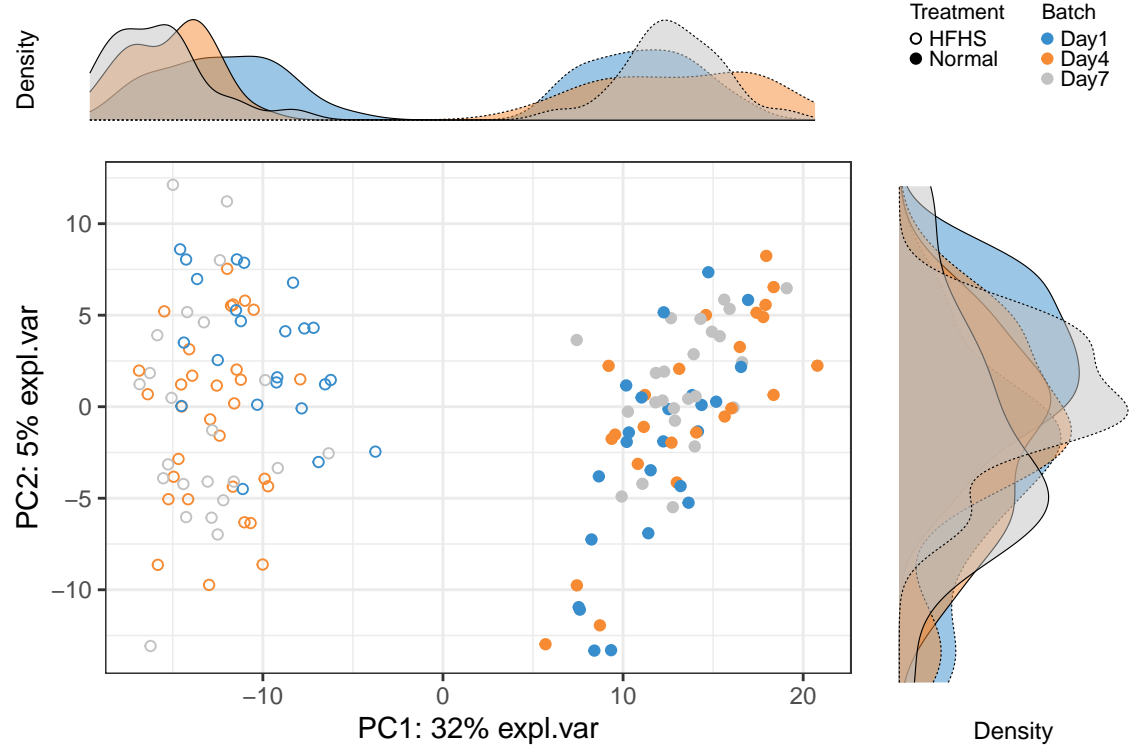 Density
Treatment
HFHS
Normal
Batch
Day1
Day4
Day7
PC2: 5% expl.var
10
5
0
−5
−10
−10
0
10
20
PC1: 32% expl.var
Density